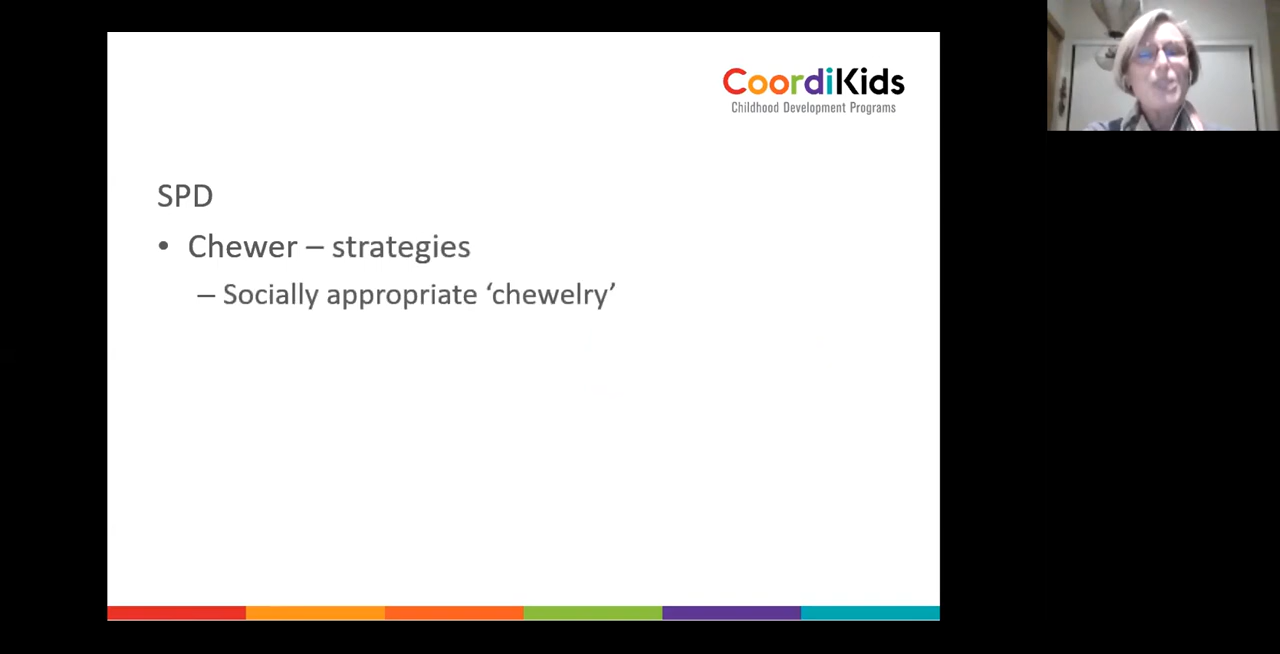 CoordiKids
Childhood Development Programs
SPD
• Chewer – strategies
– Socially appropriate ‘chewelry’